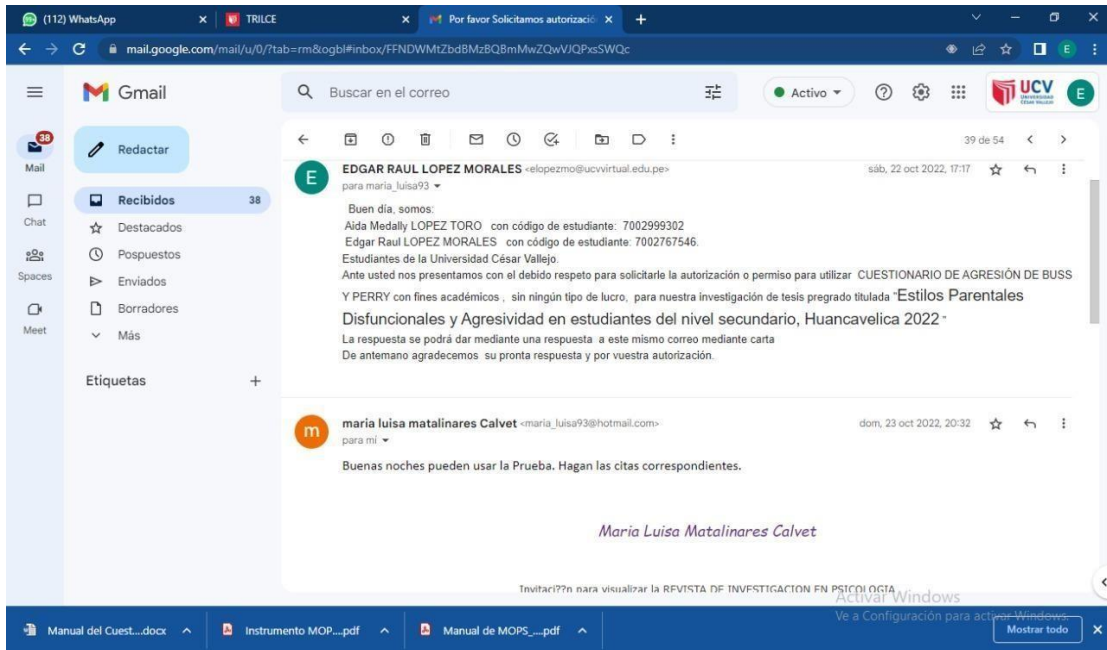 (112) WhatsApp
TRILCE
Por favor Solicitamos autorizació
mail.google.com/mail/u/0/?tab=rm&ogbl#inbox/FFNDWMtZbdBMzBQBmMwZQwVJQPxsSWQc
E
Gmail
Buscar en el correo
Activo
UCV
UNIVERSIDAD
CÉSAR VALLEJO
E
38
Mail
Chat
Spaces
Meet
Redactar
Recibidos 38
Destacados
Pospuestos
Enviados
Borradores
Más
Etiquetas +
39 de 54
E
EDGAR RAUL LOPEZ MORALES <elopezmo@ucvvirtual.edu.pe> sáb, 22 oct 2022, 17:17
para maria_luisa93
Buen día, somos:
Aida Medally LOPEZ TORO con código de estudiante: 7002999302
Edgar Raul LOPEZ MORALES con código de estudiante: 7002767546.
Estudiantes de la Universidad César Vallejo.
Ante usted nos presentamos con el debido respeto para solicitarle la autorización o permiso para utilizar CUESTIONARIO DE AGRESIÓN DE BUSS
Y PERRY con fines académicos , sin ningún tipo de lucro, para nuestra investigación de tesis pregrado titulada "Estilos Parentales
Disfuncionales y Agresividad en estudiantes del nivel secundario, Huancavelica 2022 "
La respuesta se podrá dar mediante una respuesta a este mismo correo mediante carta
De antemano agradecemos su pronta respuesta y por vuestra autorización.
m
maria luisa matalinares Calvet <maria_luisa93@hotmail.com> dom, 23 oct 2022, 20:32
para mí
Buenas noches pueden usar la Prueba. Hagan las citas correspondientes.
Maria Luisa Matalinares Calvet
Invitaci??n para visualizar la REVISTA DE INVESTIGACION EN PSICOLOGIA
Activar Windows
Ve a Configuración para activar Windows.
Manual del Cuest....docx
Instrumento MOP....pdf
Manual de MOPS_....pdf
Mostrar todo